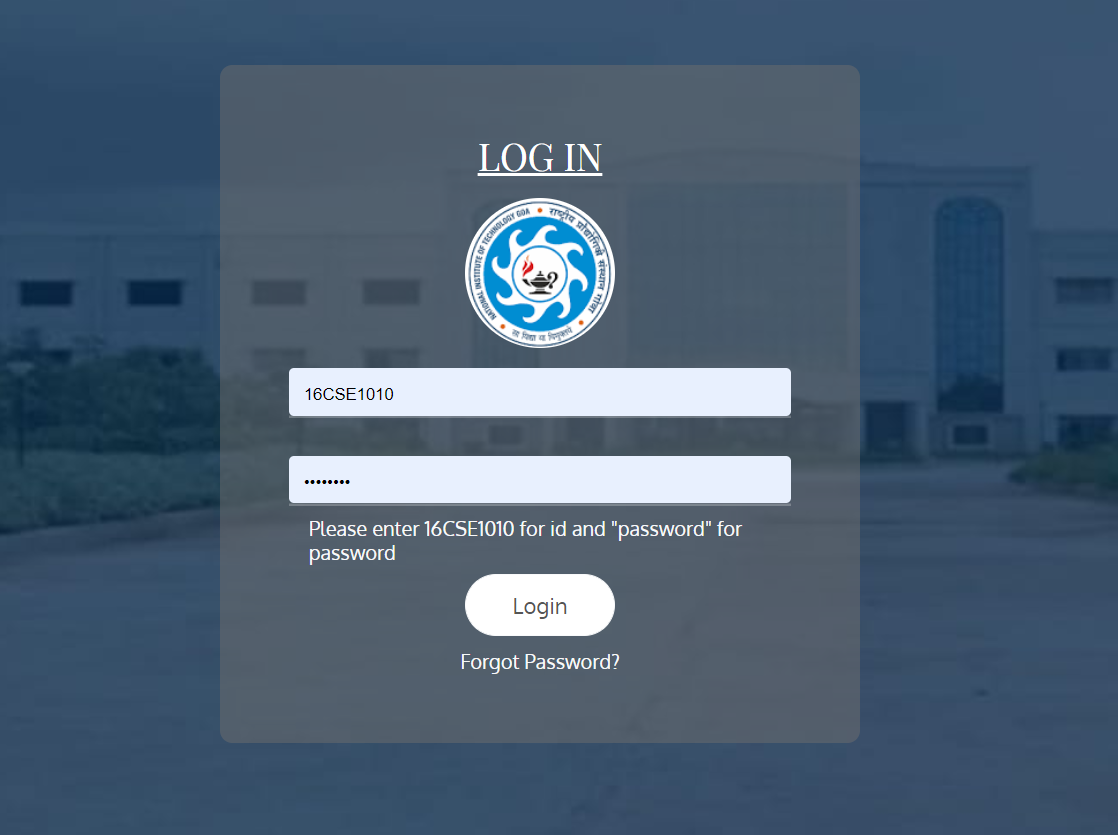 LOG IN
NATIONAL INSTITUTE OF TECHNOLOGY GOA
राष्ट्रीय प्रौद्योगिकी संस्थान गोवा
सा विद्या या विमुक्तये
16CSE1010
••••••••
Please enter 16CSE1010 for id and "password" for
password
Login
Forgot Password?